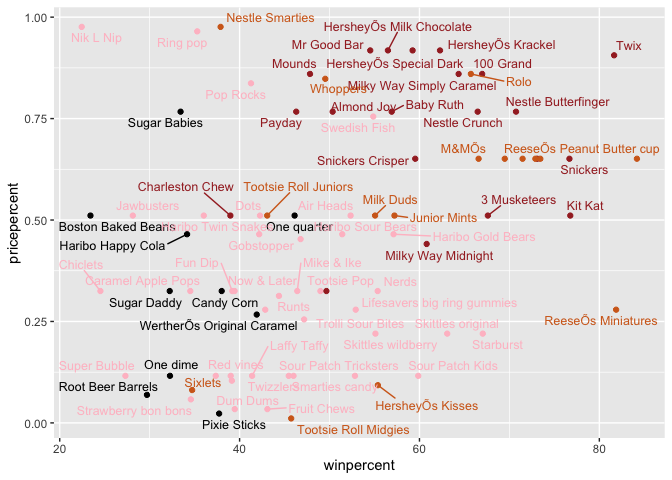 1.00
0.75
0.50
0.25
0.00
pricepercent
Nestle Smarties
Nik L Nip
Ring pop
HersheyÕs Milk Chocolate
Mr Good Bar
HersheyÕs Krackel
Twix
Mounds
HersheyÕs Special Dark
100 Grand
Pop Rocks
Whoppers
Milky Way Simply Caramel
Rolo
Sugar Babies
Payday
Almond Joy
Baby Ruth
Swedish Fish
Nestle Crunch
Nestle Butterfinger
Snickers Crisper
M&MÕs
ReeseÕs Peanut Butter cup
Snickers
Charleston Chew
Tootsie Roll Juniors
Jawbusters
Dots
Air Heads
Milk Duds
Junior Mints
3 Musketeers
Kit Kat
Boston Baked Beans
Haribo Twin Snakes
One quarter
Haribo Sour Bears
Haribo Happy Cola
Gobstopper
Haribo Gold Bears
Milky Way Midnight
Chiclets
Fun Dip
Mike & Ike
Caramel Apple Pops
Now & Later
Tootsie Pop
Nerds
Sugar Daddy
Candy Corn
Runts
Lifesavers big ring gummies
WertherÕs Original Caramel
Trolli Sour Bites
Skittles original
ReeseÕs Miniatures
Laffy Taffy
Skittles wildberry
Starburst
Super Bubble
One dime
Red vines
Sour Patch Tricksters
Sour Patch Kids
Root Beer Barrels
Sixlets
Twizzlers
Smarties candy
Strawberry bon bons
Dum Dums
Fruit Chews
HersheyÕs Kisses
Pixie Sticks
Tootsie Roll Midgies
20
40
60
80
winpercent